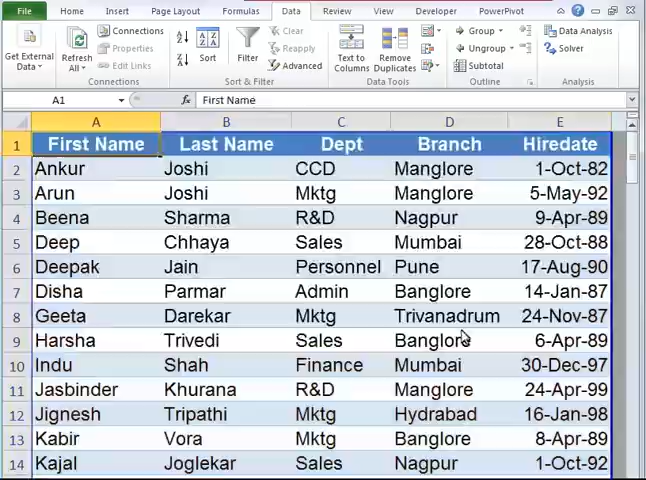 File Home Insert Page Layout Formulas Data Review View Developer PowerPivot
Get External Data Refresh All Connections Properties Edit Links Sort Filter Clear Reapply Advanced Text to Columns Remove Duplicates Group Ungroup Subtotal Data Analysis Solver
Connections Sort & Filter Data Tools Outline Analysis
A1 fx First Name
A B C D E
1 First Name Last Name Dept Branch Hiredate
2 Ankur Joshi CCD Manglore 1-Oct-82
3 Arun Joshi Mktg Manglore 5-May-92
4 Beena Sharma R&D Nagpur 9-Apr-89
5 Deep Chhaya Sales Mumbai 28-Oct-88
6 Deepak Jain Personnel Pune 17-Aug-90
7 Disha Parmar Admin Banglore 14-Jan-87
8 Geeta Darekar Mktg Trivanadrum 24-Nov-87
9 Harsha Trivedi Sales Banglore 6-Apr-89
10 Indu Shah Finance Mumbai 30-Dec-97
11 Jasbinder Khurana R&D Manglore 24-Apr-99
12 Jignesh Tripathi Mktg Hydrabad 16-Jan-98
13 Kabir Vora Mktg Banglore 8-Apr-89
14 Kajal Joglekar Sales Nagpur 1-Oct-92